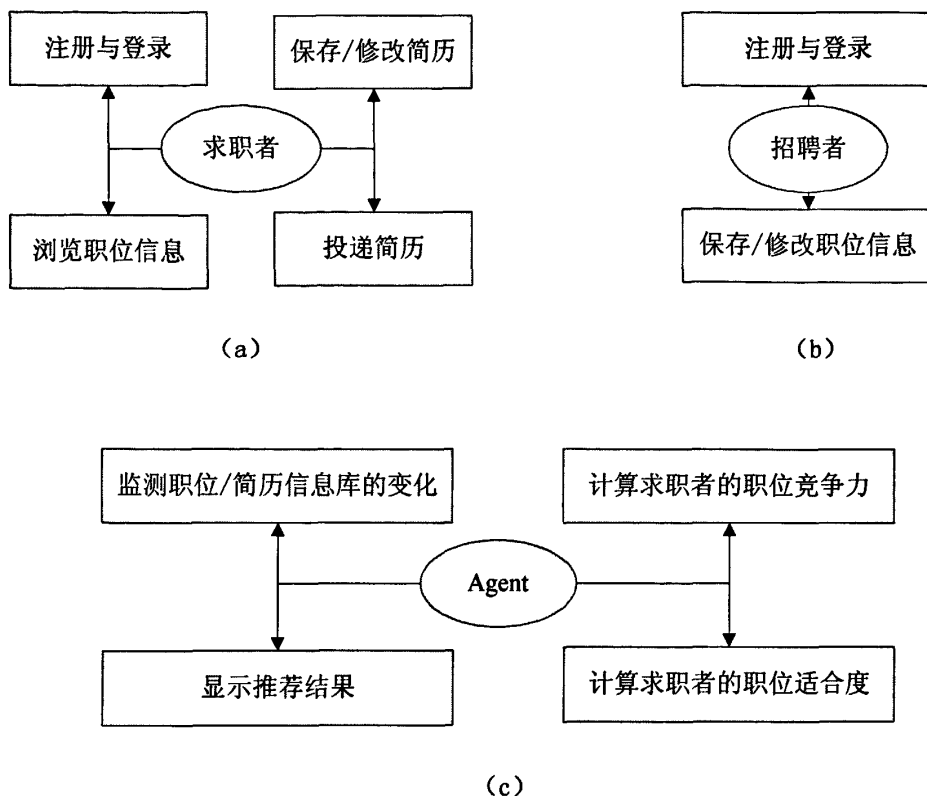 注册与登录
保存/修改简历
求职者
浏览职位信息
投递简历
(a)
注册与登录
招聘者
保存/修改职位信息
(b)
监测职位/简历信息库的变化
计算求职者的职位竞争力
Agent
显示推荐结果
计算求职者的职位适合度
(c)